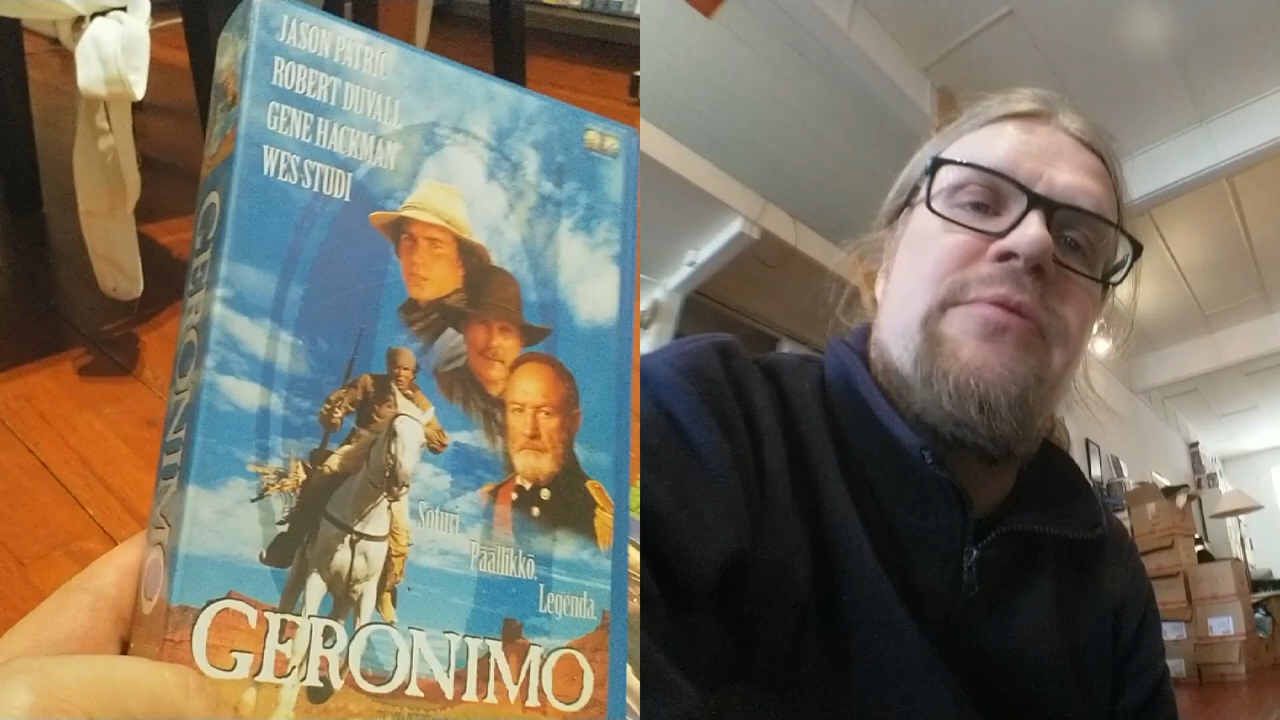 JASON PATRIC
ROBERT DUVALL
GENE HACKMAN
WES STUDI
GERONIMO
Soturi.
Päällikkö.
Legenda.
GERONIMO